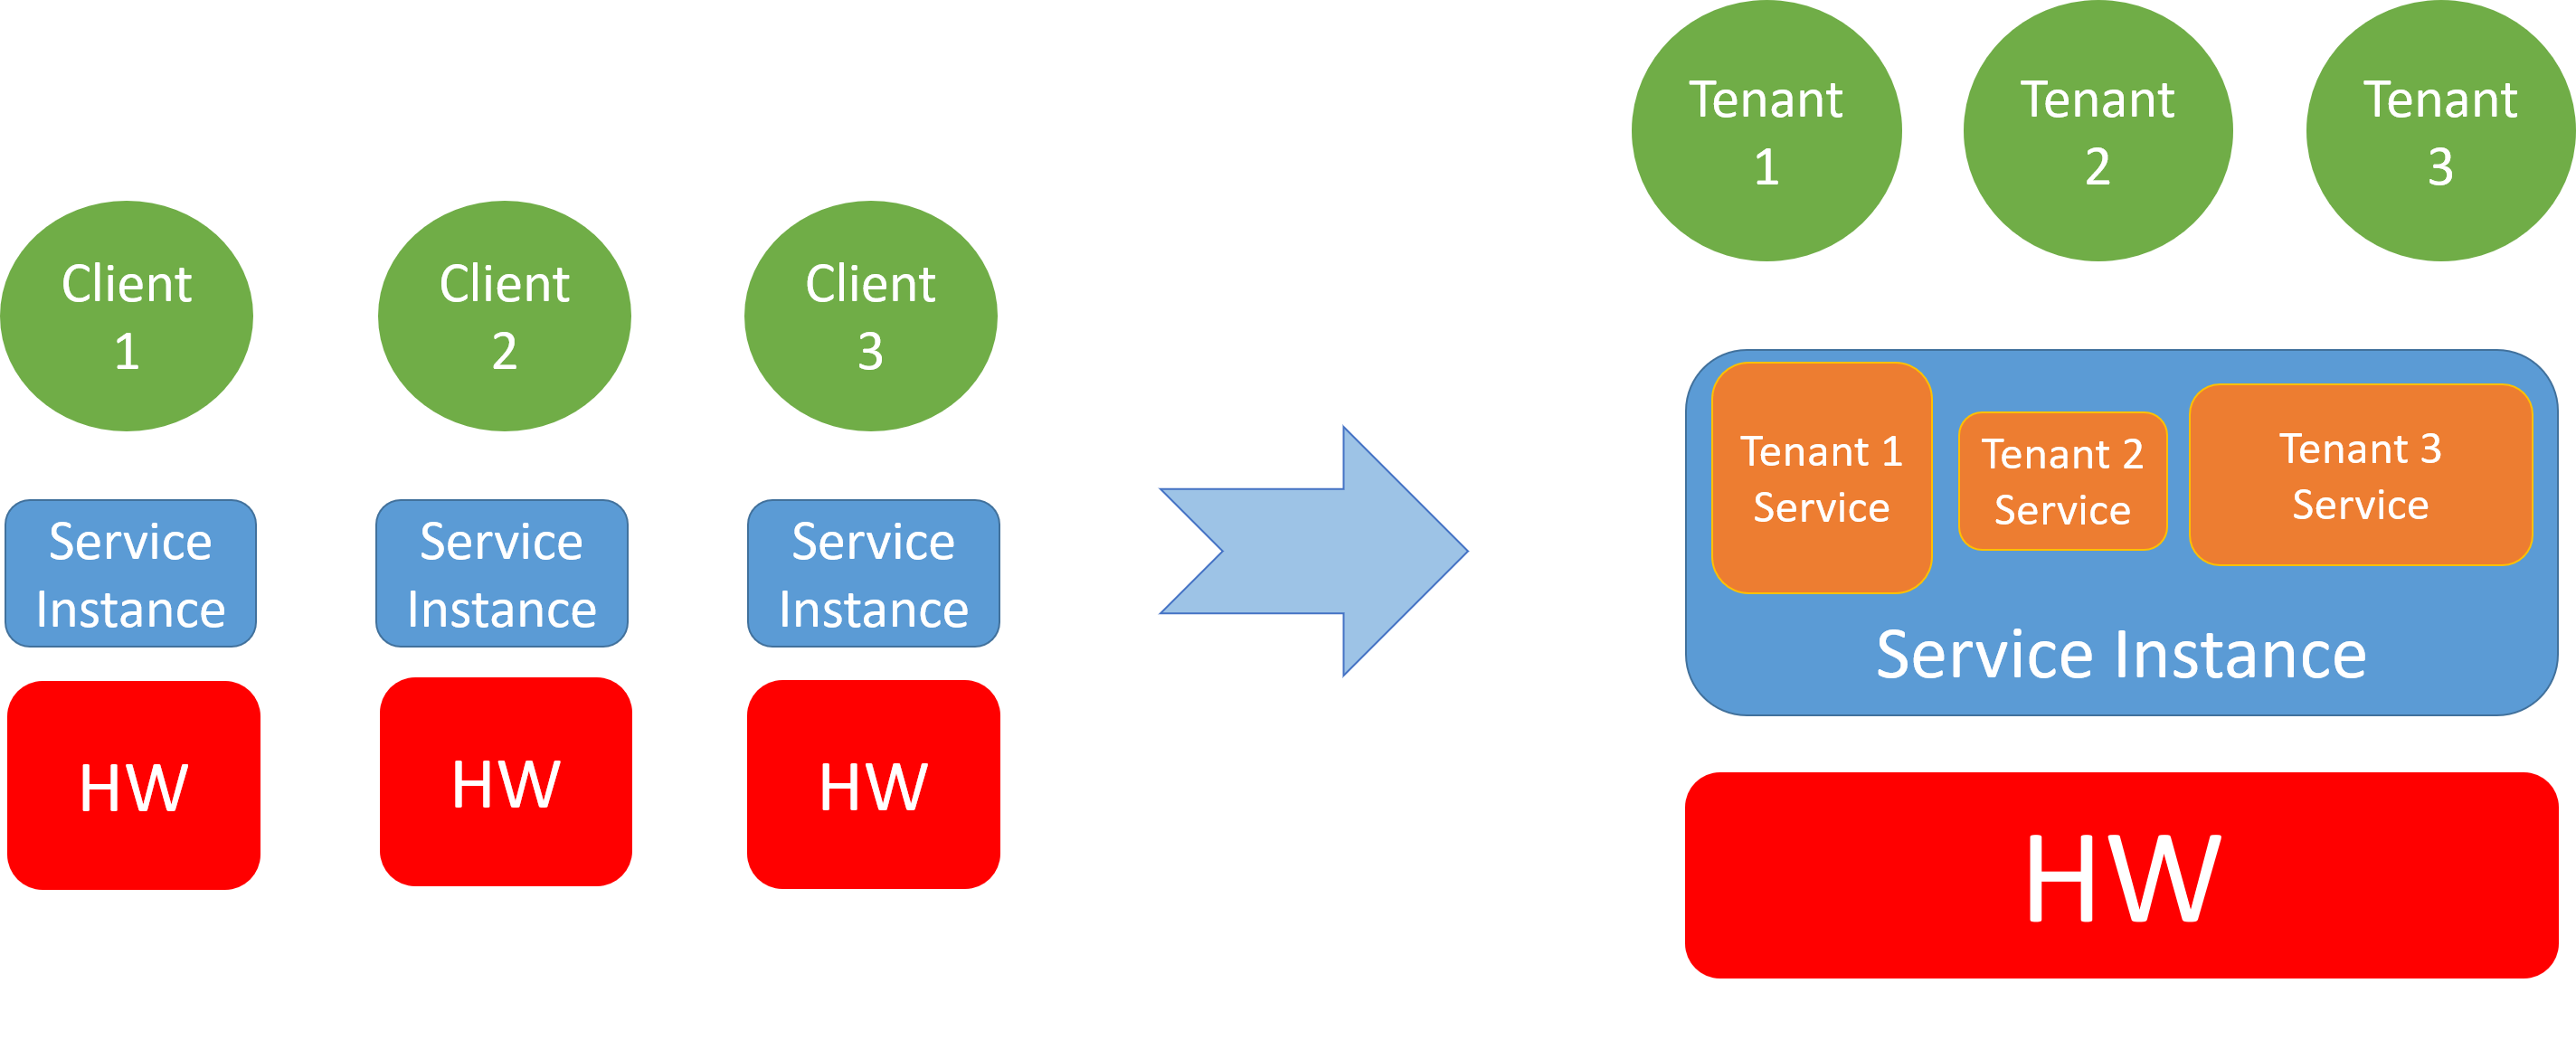 Client
1
Client
2
Client
3
Service
Instance
Service
Instance
Service
Instance
HW
HW
HW
Tenant
1
Tenant
2
Tenant
3
Tenant 1
Service
Tenant 2
Service
Tenant 3
Service
Service Instance
HW